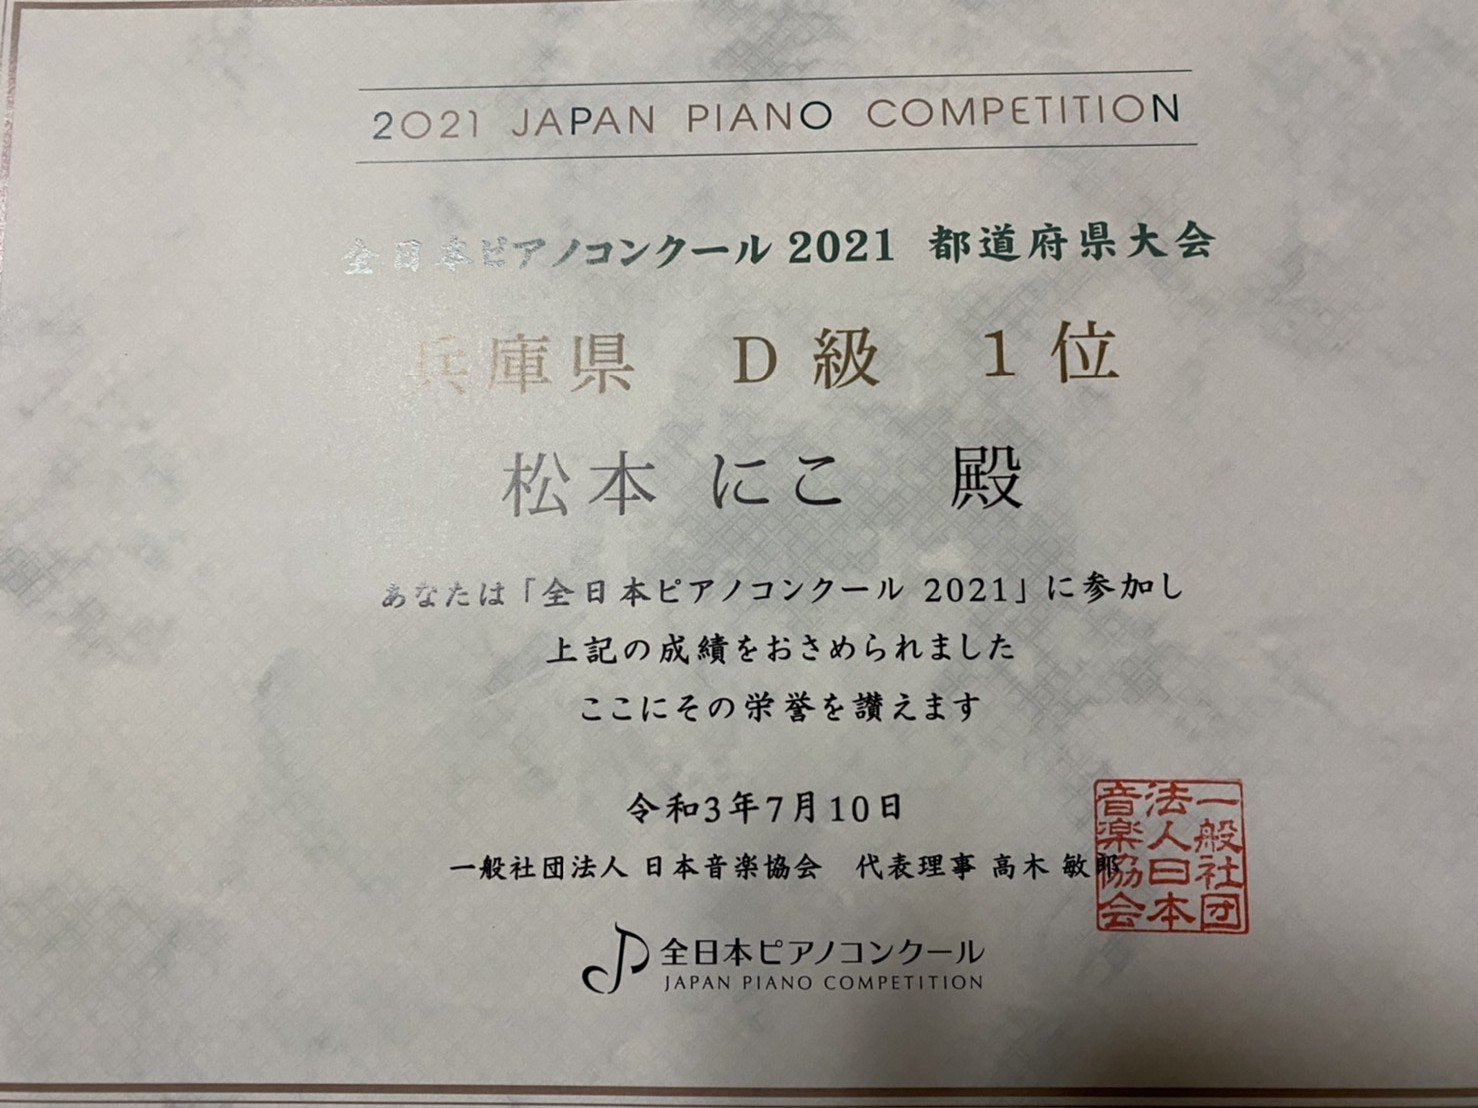 2021 JAPAN PIANO COMPETITION
全日本ピアノコンクール 2021 都道府県大会
兵庫県 D級 1位
松本 にこ 殿
あなたは「全日本ピアノコンクール 2021」に参加し
上記の成績をおさめられました
ここにその栄誉を讃えます
令和3年7月10日
一般社団法人 日本音楽協会 代表理事 高木 敏郎
一般社団
法人日本
音楽協会
全日本ピアノコンクール
JAPAN PIANO COMPETITION